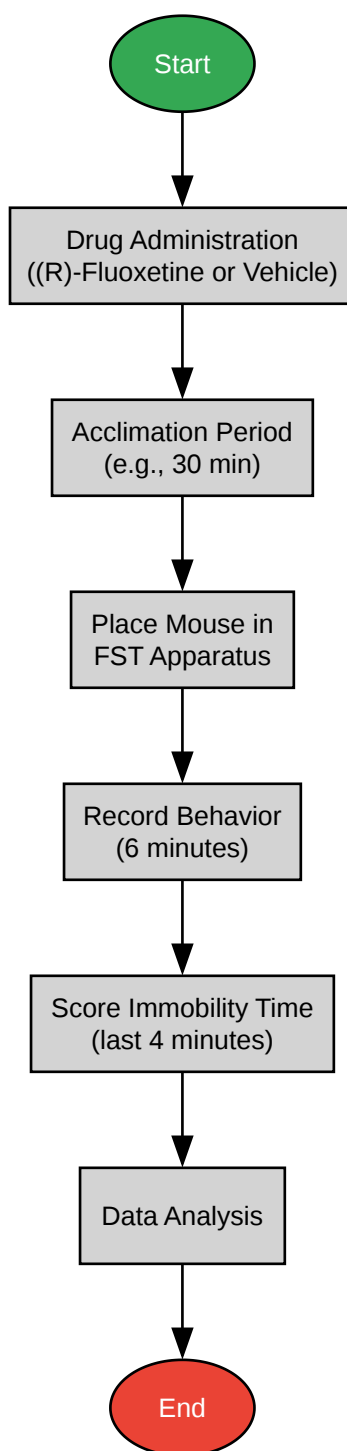 Start
Drug Administration
((R)-Fluoxetine or Vehicle)
Acclimation Period
(e.g., 30 min)
Place Mouse in
FST Apparatus
Record Behavior
(6 minutes)
Score Immobility Time
(last 4 minutes)
Data Analysis
End